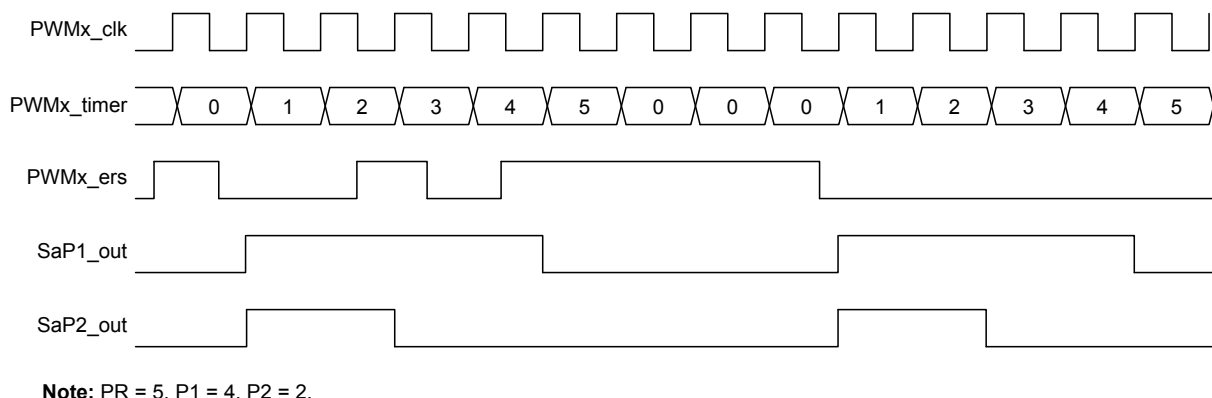 PWMx_clk
PWMx_timer 0 1 2 3 4 5 0 0 0 1 2 3 4 5
PWMx_ers
SaP1_out
SaP2_out
Note: PR = 5, P1 = 4, P2 = 2.